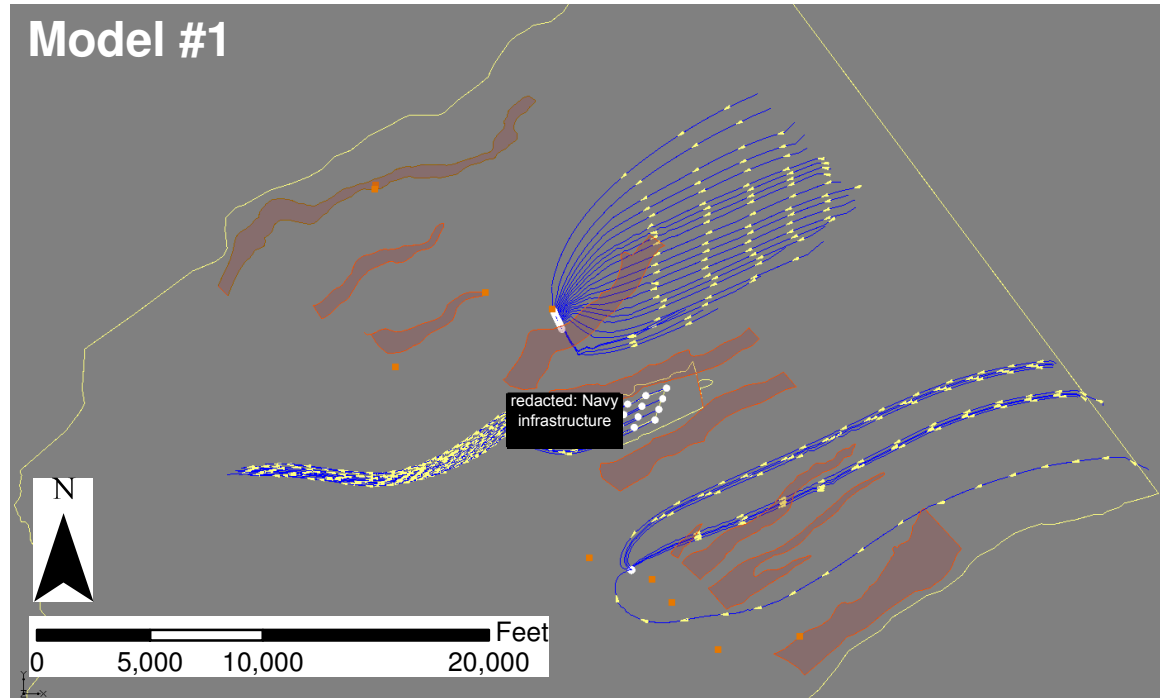 Model #1
redacted: Navy
infrastructure
N
Feet
0 5,000 10,000 20,000
Y
X